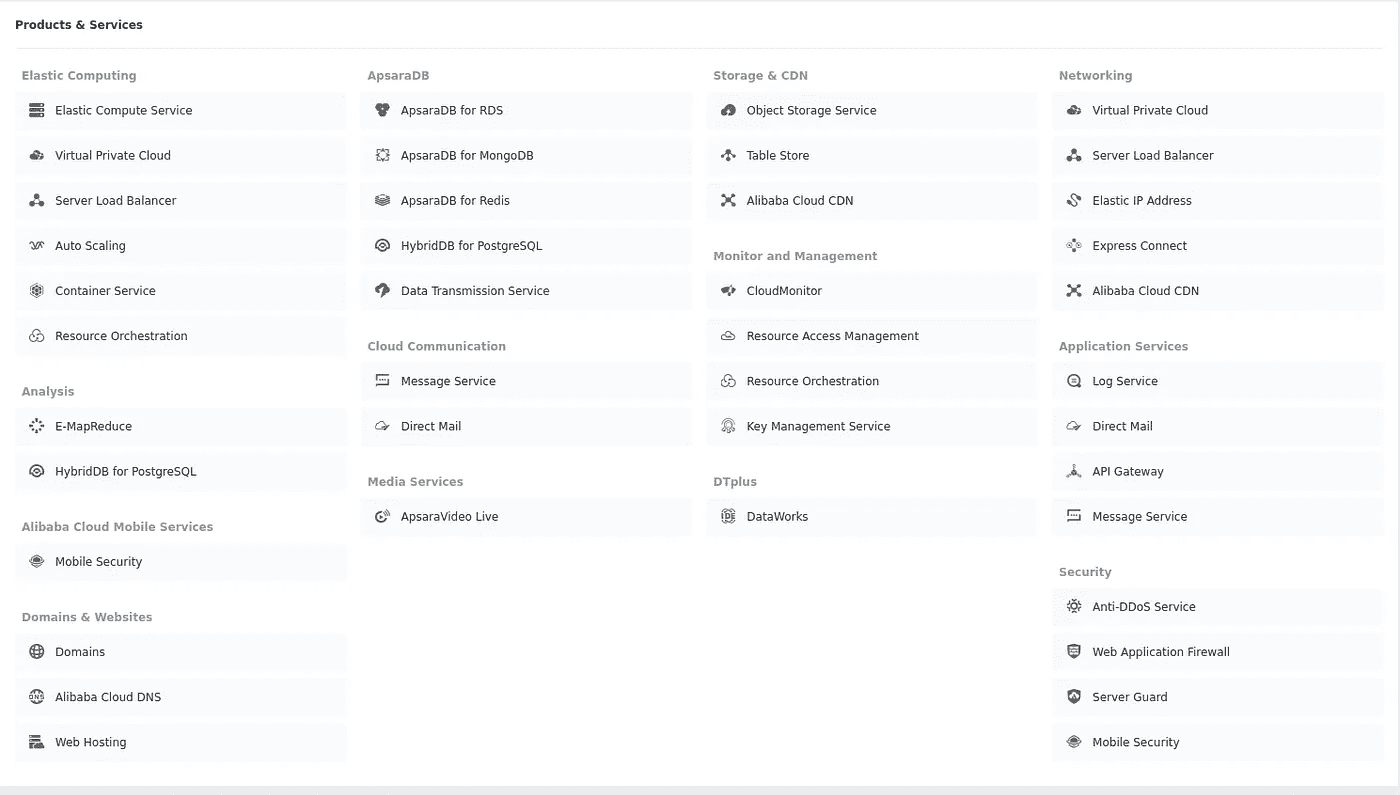 Products & Services
Elastic Computing
Elastic Compute Service
Virtual Private Cloud
Server Load Balancer
Auto Scaling
Container Service
Resource Orchestration
Analysis
E-MapReduce
HybridDB for PostgreSQL
Alibaba Cloud Mobile Services
Mobile Security
Domains & Websites
Domains
Alibaba Cloud DNS
Web Hosting
ApsaraDB
ApsaraDB for RDS
ApsaraDB for MongoDB
ApsaraDB for Redis
HybridDB for PostgreSQL
Data Transmission Service
Cloud Communication
Message Service
Direct Mail
Media Services
ApsaraVideo Live
Storage & CDN
Object Storage Service
Table Store
Alibaba Cloud CDN
Monitor and Management
CloudMonitor
Resource Access Management
Resource Orchestration
Key Management Service
DTplus
DataWorks
Networking
Virtual Private Cloud
Server Load Balancer
Elastic IP Address
Express Connect
Alibaba Cloud CDN
Application Services
Log Service
Direct Mail
API Gateway
Message Service
Security
Anti-DDoS Service
Web Application Firewall
Server Guard
Mobile Security